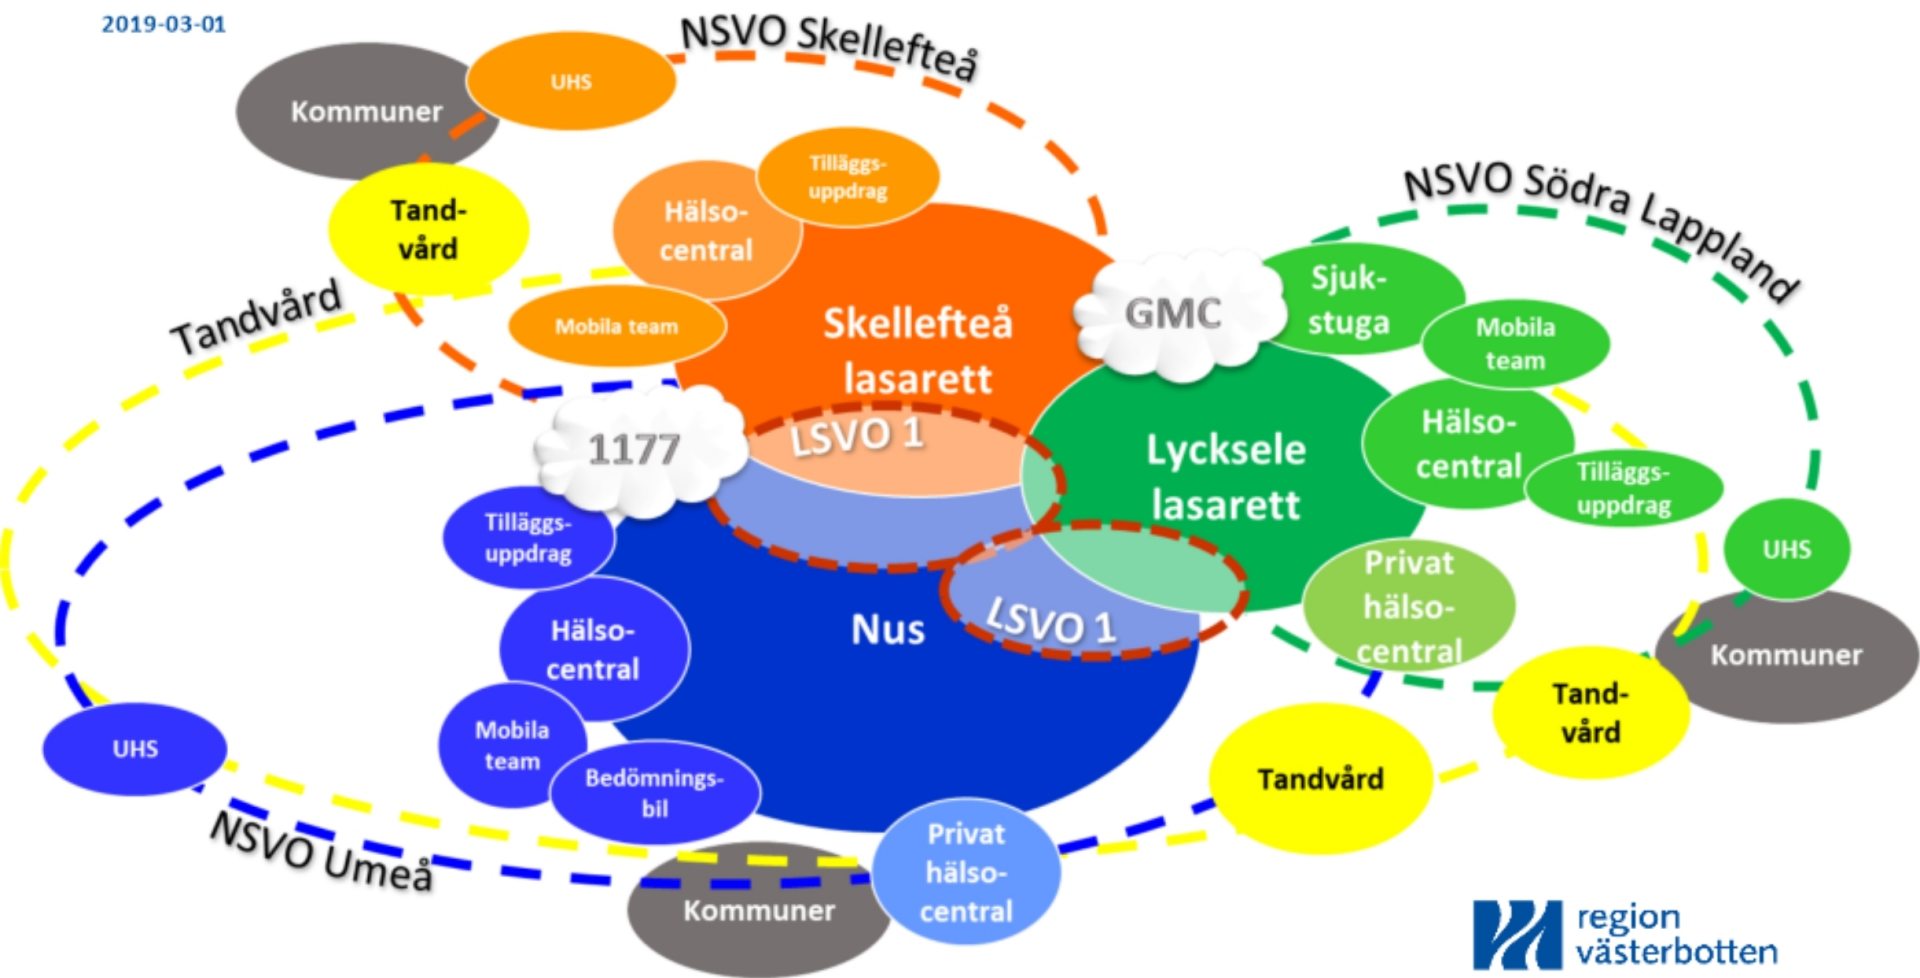 2019-03-01
NSVO Skellefteå
Kommuner
UHS
Tand-
vård
Hälso-
central
Tilläggs-
uppdrag
Mobila team
Skellefteå
lasarett
GMC
NSVO Södra Lappland
Sjuk-
stuga
Mobila
team
Hälso-
central
Tilläggs-
uppdrag
Tandvård
1177
LSVO 1
Lycksele
lasarett
UHS
Privat
hälso-
central
Kommuner
Tand-
vård
Tilläggs-
uppdrag
Hälso-
central
Nus
LSVO 1
Mobila
team
Bedömnings-
bil
UHS
NSVO Umeå
Tandvård
Kommuner
Privat
hälso-
central
region
västerbotten